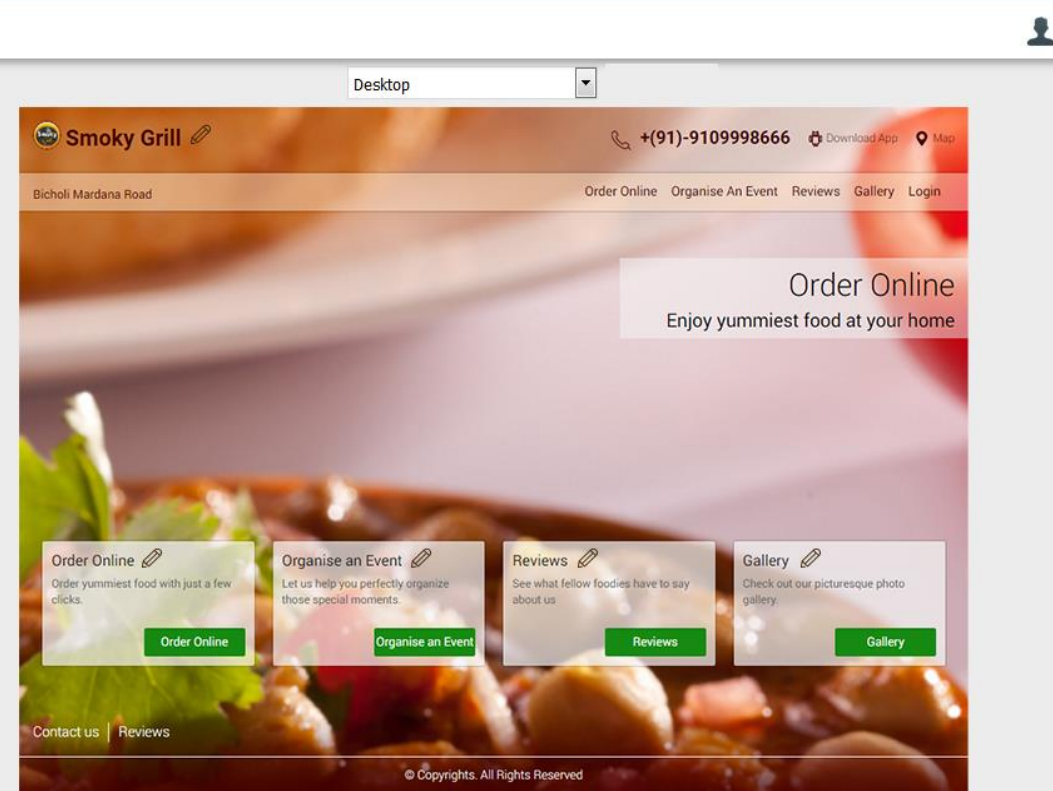 Desktop
Smoky Grill
+(91)-9109998666 Download App Map
Bicholi Mardana Road
Order Online Organise An Event Reviews Gallery Login
Order Online
Enjoy yummiest food at your home
Order Online
Order yummiest food with just a few
clicks.
Order Online
Organise an Event
Let us help you perfectly organize
those special moments.
Organise an Event
Reviews
See what fellow foodies have to say
about us
Reviews
Gallery
Check out our picturesque photo
gallery.
Gallery
Contact us | Reviews
© Copyrights. All Rights Reserved